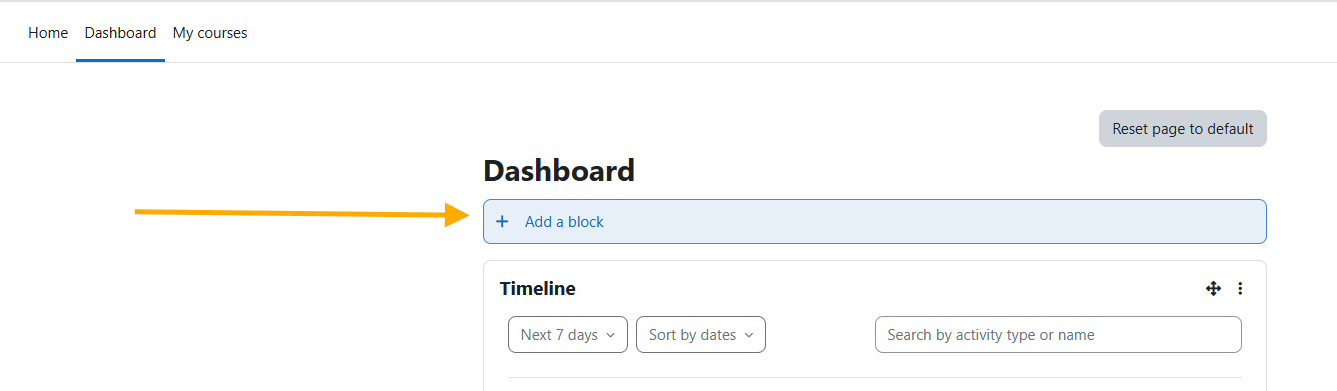 Home Dashboard My courses
Reset page to default
Dashboard
Add a block
Timeline
Next 7 days Sort by dates Search by activity type or name